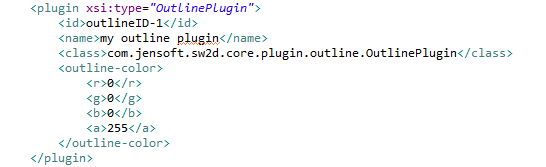 <plugin xsi:type="OutlinePlugin">
    <id>outlineID-1</id>
    <name>my outline plugin</name>
    <class>com.jensoft.sw2d.core.plugin.outline.OutlinePlugin</class>
    <outline-color>
        <r>0</r>
        <g>0</g>
        <b>0</b>
        <a>255</a>
    </outline-color>
</plugin>